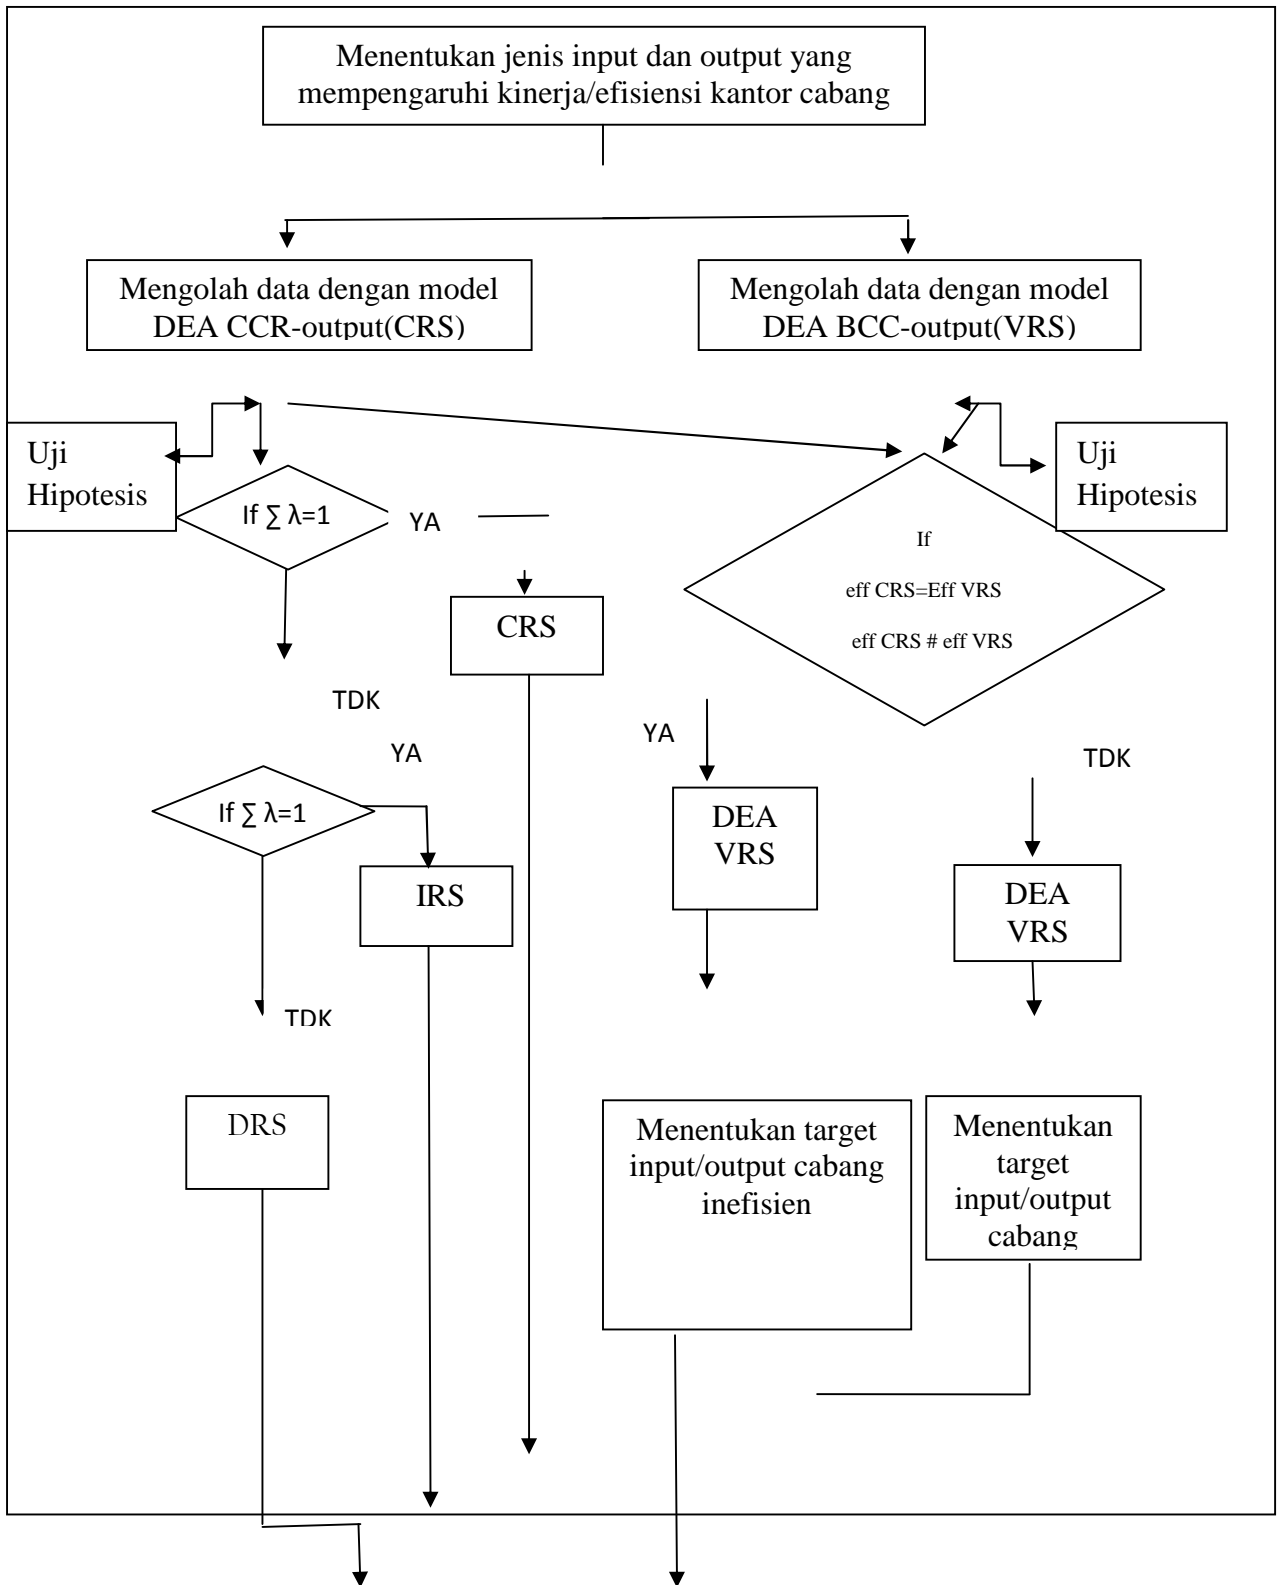 Menentukan jenis input dan output yang
mempengaruhi kinerja/efisiensi kantor cabang
Mengolah data dengan model
DEA CCR-output(CRS)
Mengolah data dengan model
DEA BCC-output(VRS)
Uji
Hipotesis
If ∑ λ=1
YA
Uji
Hipotesis
If
eff CRS=Eff VRS
eff CRS # eff VRS
CRS
TDK
YA
YA
TDK
If ∑ λ=1
DEA
VRS
IRS
DEA
VRS
TDK
DRS
Menentukan target
input/output cabang
inefisien
Menentukan
target
input/output
cabang